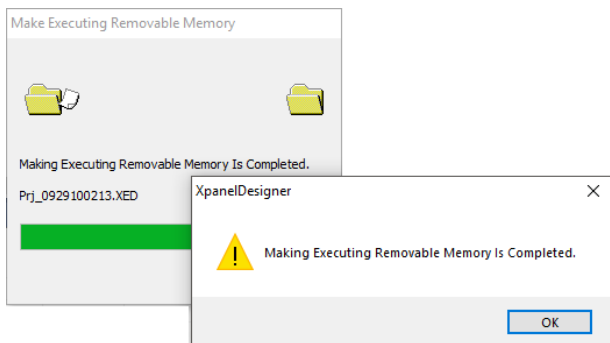 Make Executing Removable Memory
Making Executing Removable Memory Is Completed.
Prj_0929100213.XED
XpanelDesigner
Making Executing Removable Memory Is Completed.
OK